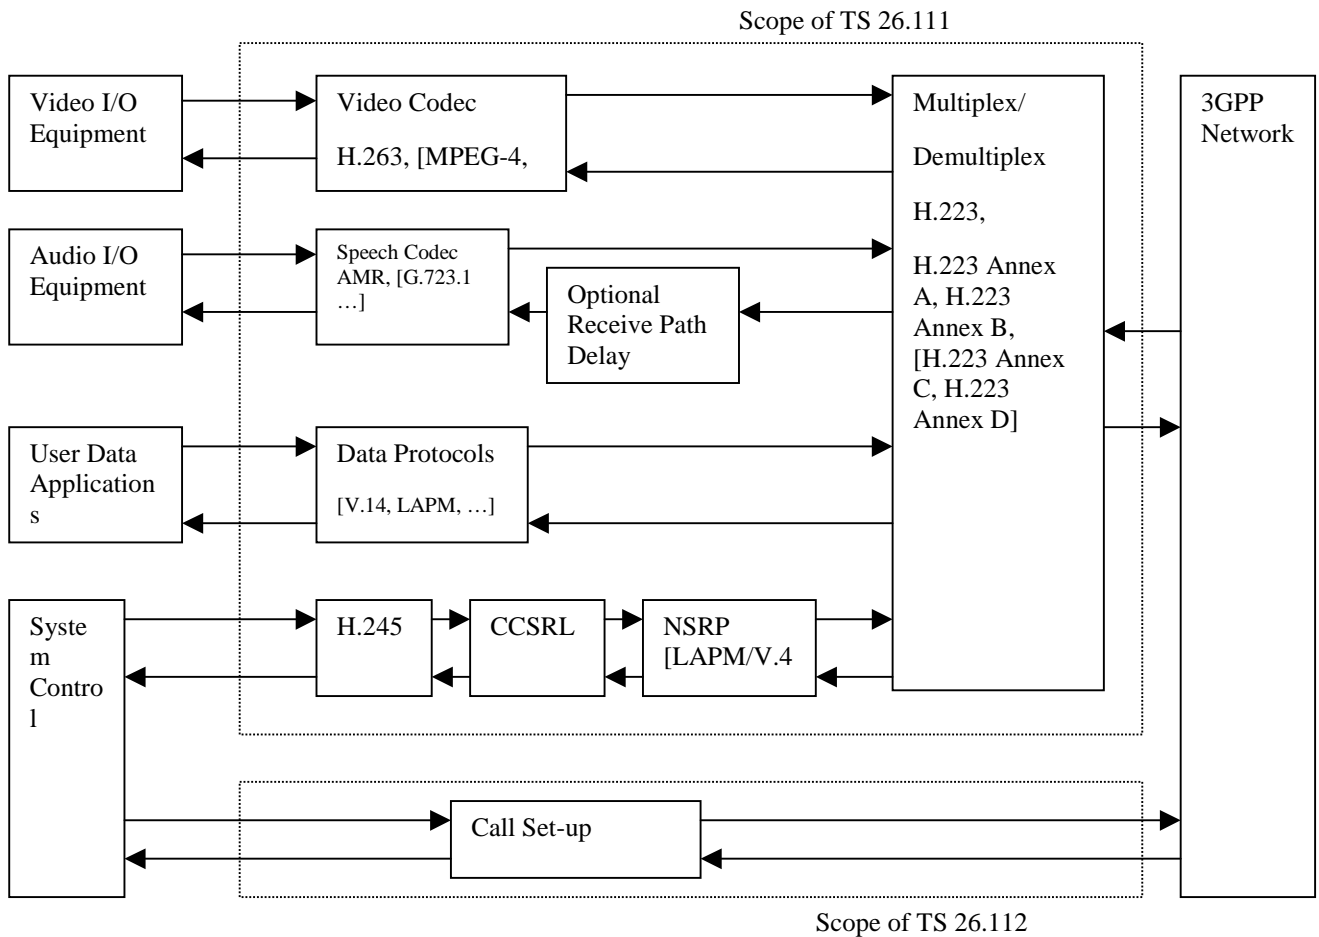 Scope of TS 26.111
Video I/O
Equipment
Video Codec
H.263, [MPEG-4,
Multiplex/
Demultiplex
H.223,
H.223 Annex
A, H.223
Annex B,
[H.223 Annex
C, H.223
Annex D]
3GPP
Network
Audio I/O
Equipment
Speech Codec
AMR, [G.723.1
…]
Optional
Receive Path
Delay
User Data
Application
s
Data Protocols
[V.14, LAPM, …]
Syste
m
Contro
l
H.245
CCSRL
NSRP
[LAPM/V.4
Call Set-up
Scope of TS 26.112